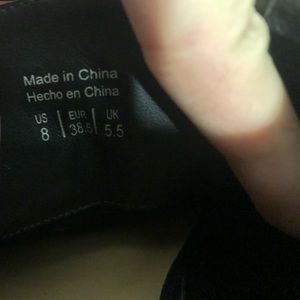 Made in China
Hecho en China
US | EUR | UK
8 | 38.5 | 5.5